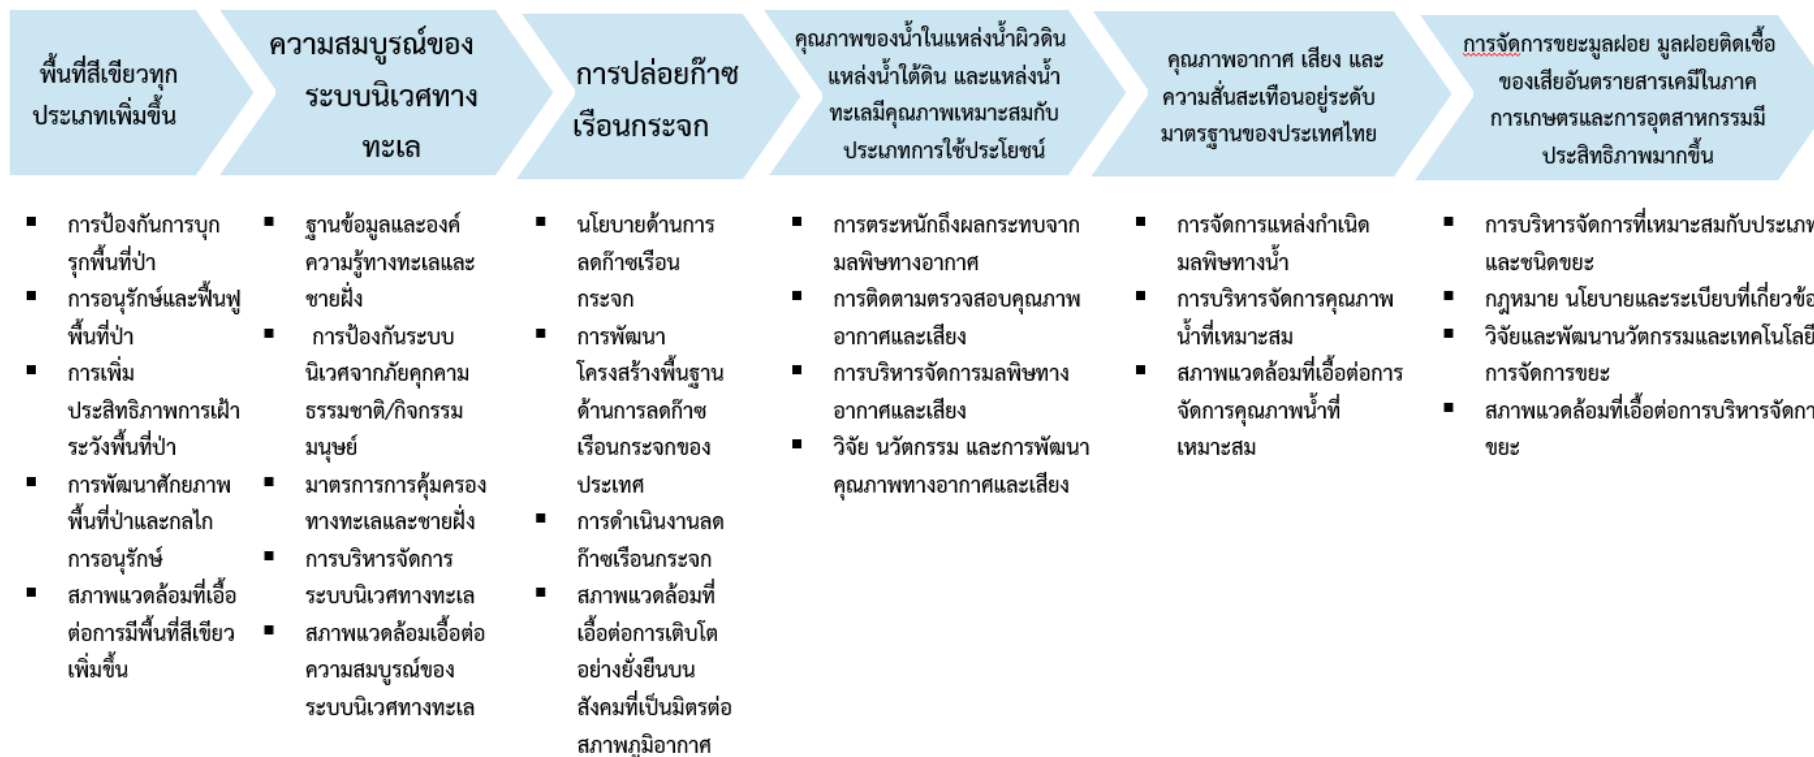 พื้นที่สีเขียวทุก
ประเภทเพิ่มขึ้น
ความสมบูรณ์ของ
ระบบนิเวศทาง
ทะเล
การปล่อยก๊าซ
เรือนกระจก
คุณภาพของน้ำในแหล่งน้ำผิวดิน
แหล่งน้ำใต้ดิน และแหล่งน้ำ
ทะเลมีคุณภาพเหมาะสมกับ
ประเภทการใช้ประโยชน์
คุณภาพอากาศ เสียง และ
ความสั่นสะเทือนอยู่ระดับ
มาตรฐานของประเทศไทย
การจัดการขยะมูลฝอย มูลฝอยติดเชื้อ
ของเสียอันตรายสารเคมีในภาค
การเกษตรและการอุตสาหกรรมมี
ประสิทธิภาพมากขึ้น
▪ การป้องกันการบุก
รุกพื้นที่ป่า
▪ การอนุรักษ์และฟื้นฟู
พื้นที่ป่า
▪ การเพิ่ม
ประสิทธิภาพการเฝ้า
ระวังพื้นที่ป่า
▪ การพัฒนาศักยภาพ
พื้นที่ป่าและกลไก
การอนุรักษ์
▪ สภาพแวดล้อมที่เอื้อ
ต่อการมีพื้นที่สีเขียว
เพิ่มขึ้น
▪ ฐานข้อมูลและองค์
ความรู้ทางทะเลและ
ชายฝั่ง
▪ การป้องกันระบบ
นิเวศจากภัยคุกคาม
ธรรมชาติ/กิจกรรม
มนุษย์
▪ มาตรการการคุ้มครอง
ทางทะเลและชายฝั่ง
▪ การบริหารจัดการ
ระบบนิเวศทางทะเล
▪ สภาพแวดล้อมเอื้อต่อ
ความสมบูรณ์ของ
ระบบนิเวศทางทะเล
▪ นโยบายด้านการ
ลดก๊าซเรือน
กระจก
▪ การพัฒนา
โครงสร้างพื้นฐาน
ด้านการลดก๊าซ
เรือนกระจกของ
ประเทศ
▪ การดำเนินงานลด
ก๊าซเรือนกระจก
▪ สภาพแวดล้อมที่
เอื้อต่อการเติบโต
อย่างยั่งยืนบน
สังคมที่เป็นมิตรต่อ
สภาพภูมิอากาศ
▪ การตระหนักถึงผลกระทบจาก
มลพิษทางอากาศ
▪ การติดตามตรวจสอบคุณภาพ
อากาศและเสียง
▪ การบริหารจัดการมลพิษทาง
อากาศและเสียง
▪ วิจัย นวัตกรรม และการพัฒนา
คุณภาพทางอากาศและเสียง
▪ การจัดการแหล่งกำเนิด
มลพิษทางน้ำ
▪ การบริหารจัดการคุณภาพ
น้ำที่เหมาะสม
▪ สภาพแวดล้อมที่เอื้อต่อการ
จัดการคุณภาพน้ำที่
เหมาะสม
▪ การบริหารจัดการที่เหมาะสมกับประเภท
และชนิดขยะ
▪ กฎหมาย นโยบายและระเบียบที่เกี่ยวข้อ
▪ วิจัยและพัฒนานวัตกรรมและเทคโนโลยี
การจัดการขยะ
▪ สภาพแวดล้อมที่เอื้อต่อการบริหารจัดกา
ขยะ